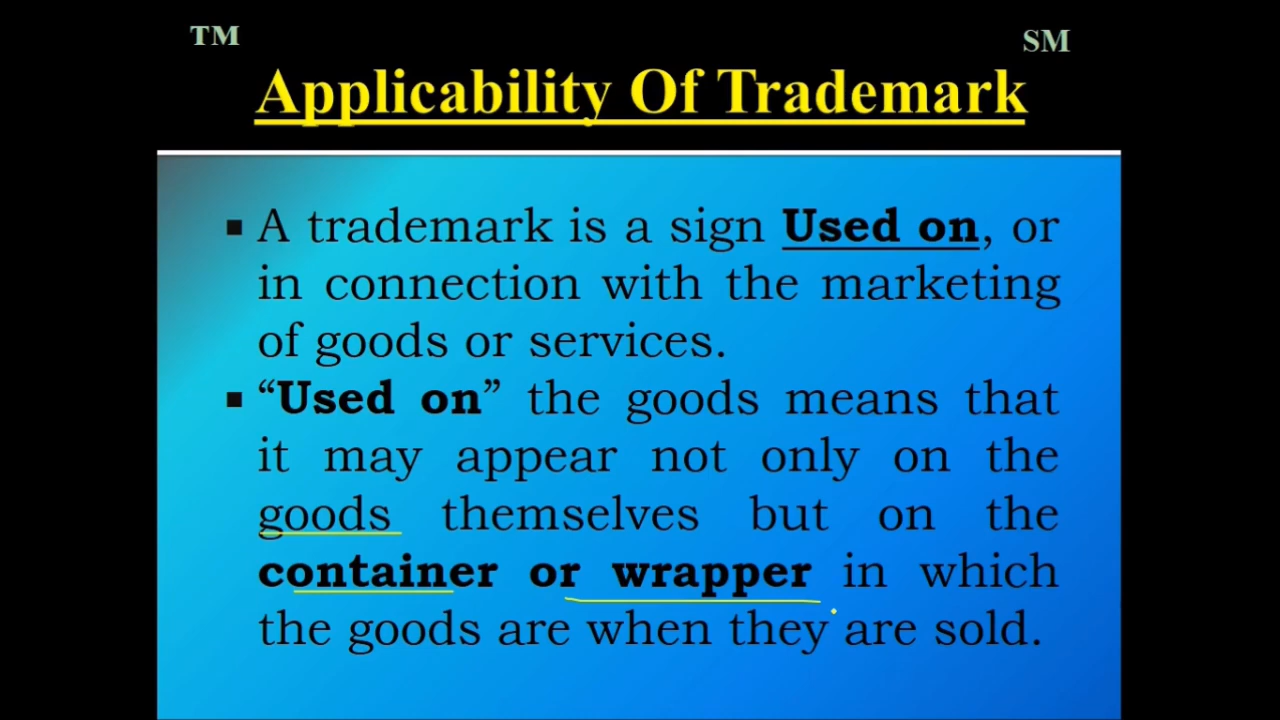 TM
SM
Applicability Of Trademark
▪ A trademark is a sign Used on, or
in connection with the marketing
of goods or services.
▪ “Used on” the goods means that
it may appear not only on the
goods themselves but on the
container or wrapper in which
the goods are when they are sold.